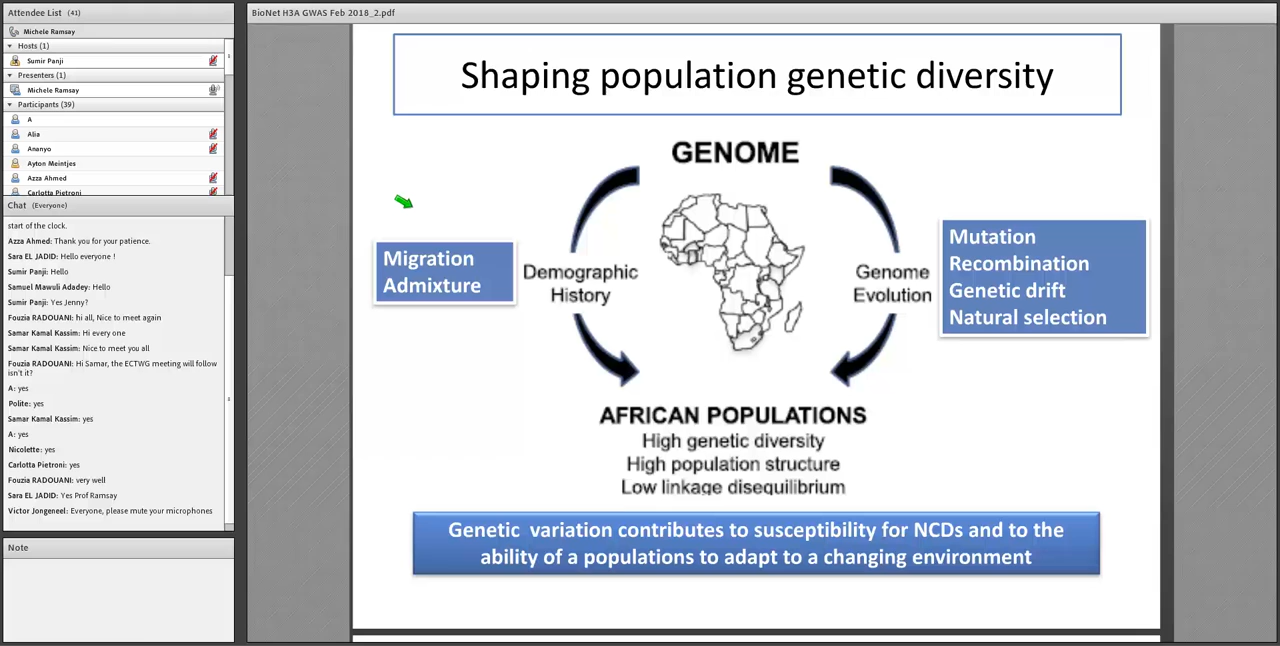 Attendee List (41)
Michele Ramsay
Hosts (1)
Sumir Panji
Presenters (1)
Michele Ramsay
Participants (39)
A
Alia
Ananyo
Ayton Meintjes
Azza Ahmed
Carlotta Pietroni
Chat (Everyone)
start of the clock.
Azza Ahmed: Thank you for your patience.
Sara EL JADID: Hello everyone !
Sumir Panji: Hello
Samuel Mawuli Adadey: Hello
Sumir Panji: Yes Jenny?
Fouzia RADOUANI: hi all, Nice to meet again
Samar Kamal Kassim: Hi every one
Samar Kamal Kassim: Nice to meet you all
Fouzia RADOUANI: Hi Samar, the ECTWG meeting will follow
isn't it?
A: yes
Polite: yes
Samar Kamal Kassim: yes
A: yes
Nicolette: yes
Carlotta Pietroni: yes
Fouzia RADOUANI: very well
Sara EL JADID: Yes Prof Ramsay
Victor Jongeneel: Everyone, please mute your microphones
Note
BioNet H3A GWAS Feb 2018_2.pdf
Shaping population genetic diversity
GENOME
Migration
Admixture
Demographic
History
Genome
Evolution
Mutation
Recombination
Genetic drift
Natural selection
AFRICAN POPULATIONS
High genetic diversity
High population structure
Low linkage disequilibrium
Genetic variation contributes to susceptibility for NCDs and to the
ability of a populations to adapt to a changing environment